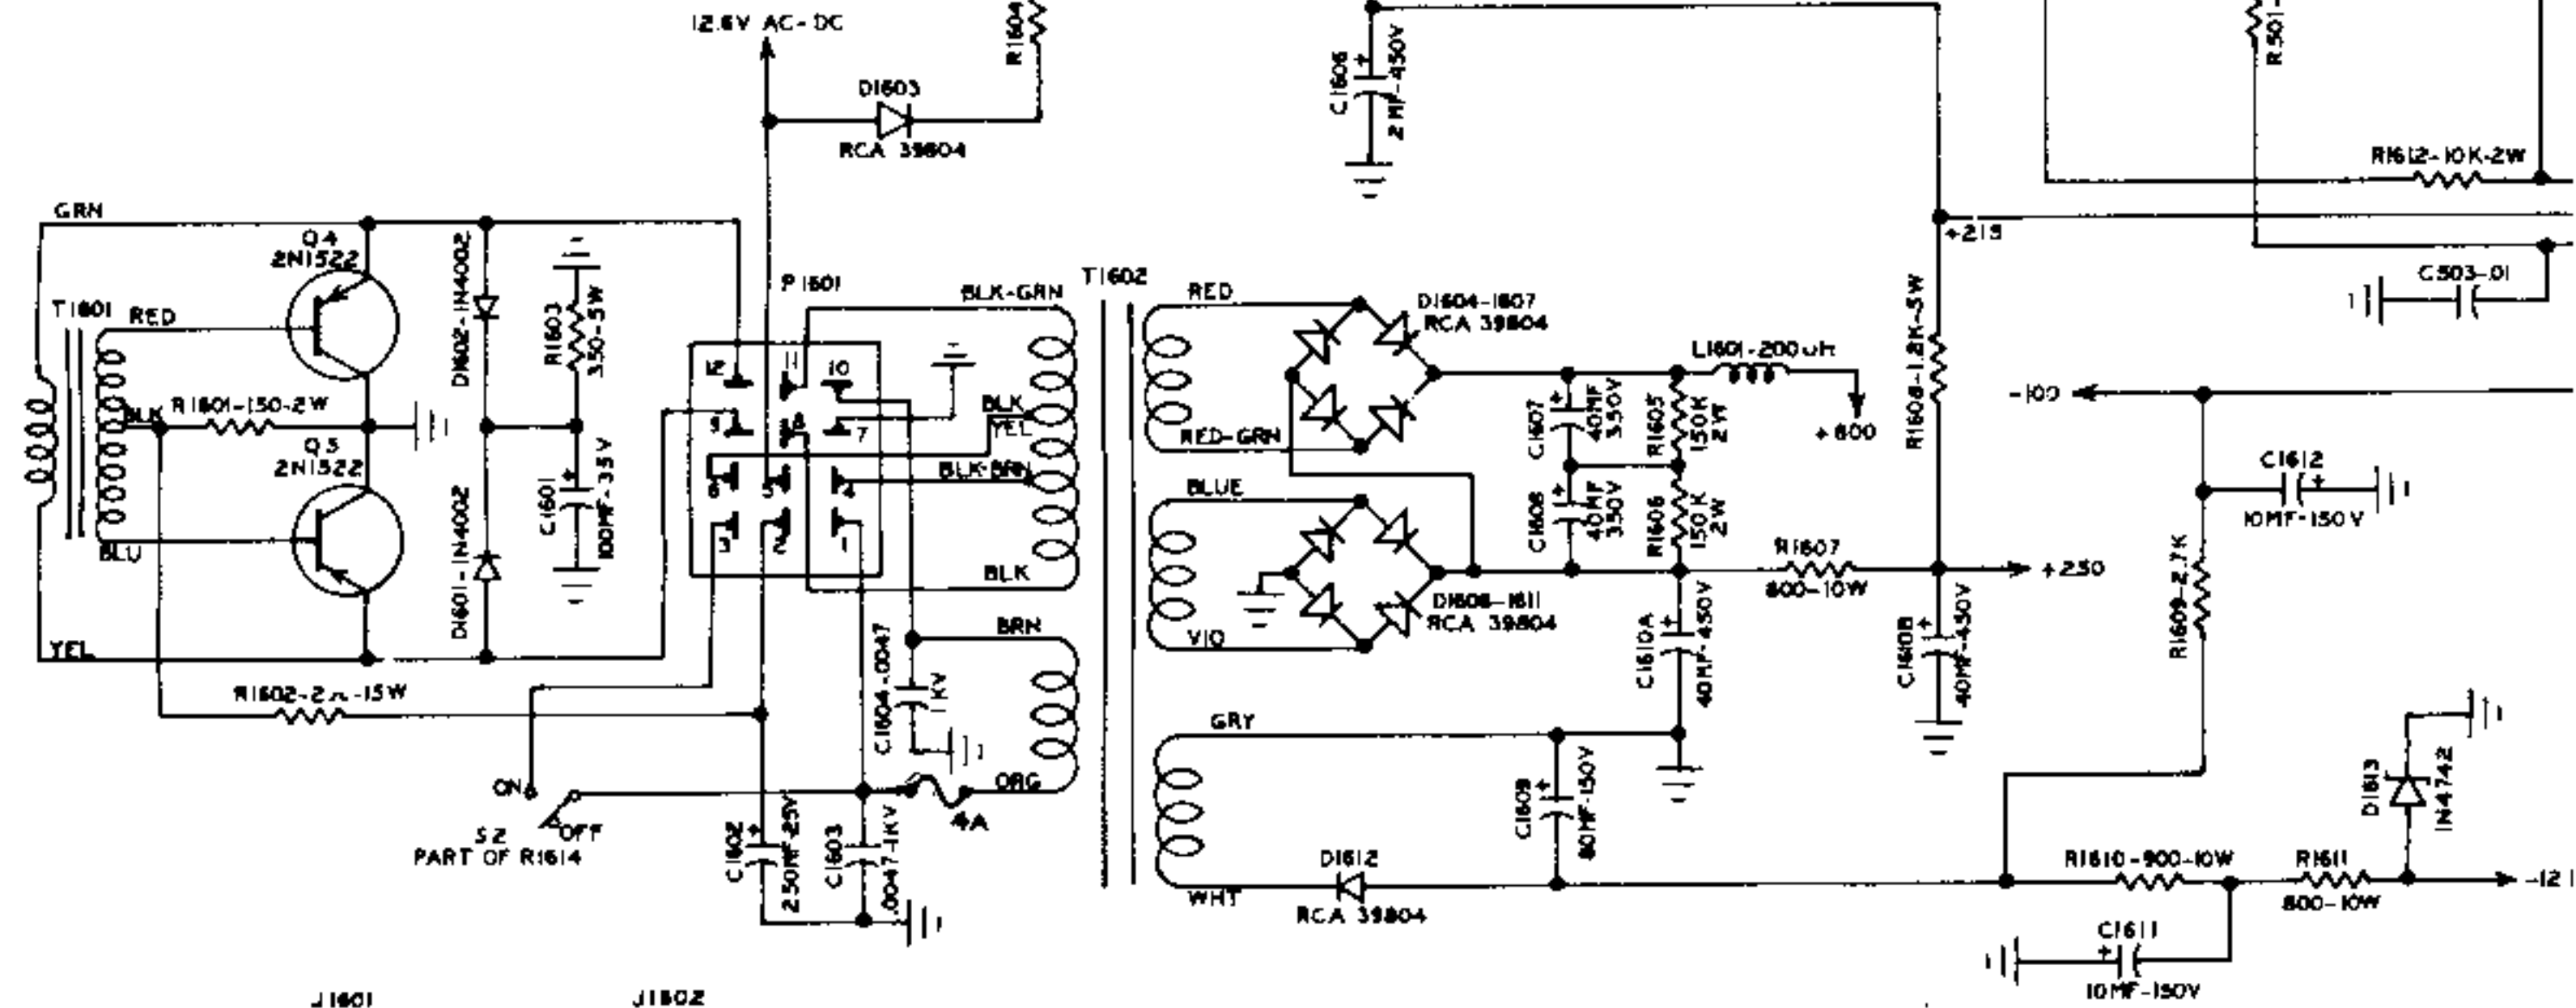 12.6V AC-DC
R1604
D1603
RCA 39804
C1606
+
2MF-450V
R501-
R1612-10K-2W
GRN
Q4
2N1522
T1601
RED
D1602-1N4002
R1603
350-5W
P1601
BLK-GRN
T1602
RED
D1604-1607
RCA 39804
+215
C503-.01
L1601-200uH
R1608-1.2K-5W
-100
12
11
10
BLK
R1601-150-2W
9
8
7
BLK
YEL
RED-GRN
C1607
+
40MF
350V
R1605
150K
2W
+600
Q5
2N1522
BLK-BRN
6
5
4
BLUE
C1612
+
10MF-150V
C1601
+
100MF-35V
C1608
+
40MF
350V
R1606
150K
2W
3
2
1
BLU
D1601-1N4002
BLK
R1607
800-10W
+250
R1609-2.7K
D1608-1611
RCA 39804
BRN
VIO
YEL
C1610A
+
40MF-450V
C1610B
+
40MF-450V
R1602-2Ω-15W
C1604-.0047
1KV
GRY
ON
OFF
S2
PART OF R1614
ORG
4A
C1602
+
250MF-25V
C1603
.0047-1KV
C1609
+
80MF-150V
D1613
1N4742
D1612
RCA 39804
WHT
R1610-900-10W
R1611
800-10W
-12
C1611
+
10MF-150V
J1601
J1602